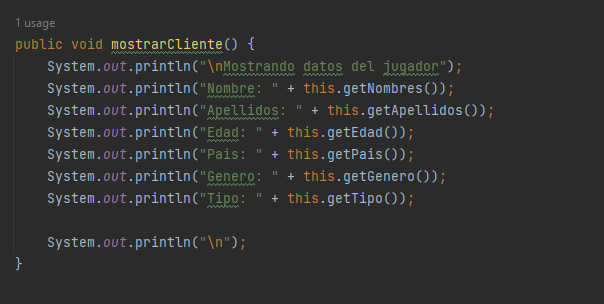 1 usage
public void mostrarCliente() {
    System.out.println("\nMostrando datos del jugador");
    System.out.println("Nombre: " + this.getNombres());
    System.out.println("Apellidos: " + this.getApellidos());
    System.out.println("Edad: " + this.getEdad());
    System.out.println("Pais: " + this.getPais());
    System.out.println("Genero: " + this.getGenero());
    System.out.println("Tipo: " + this.getTipo());
    System.out.println("\n");
}